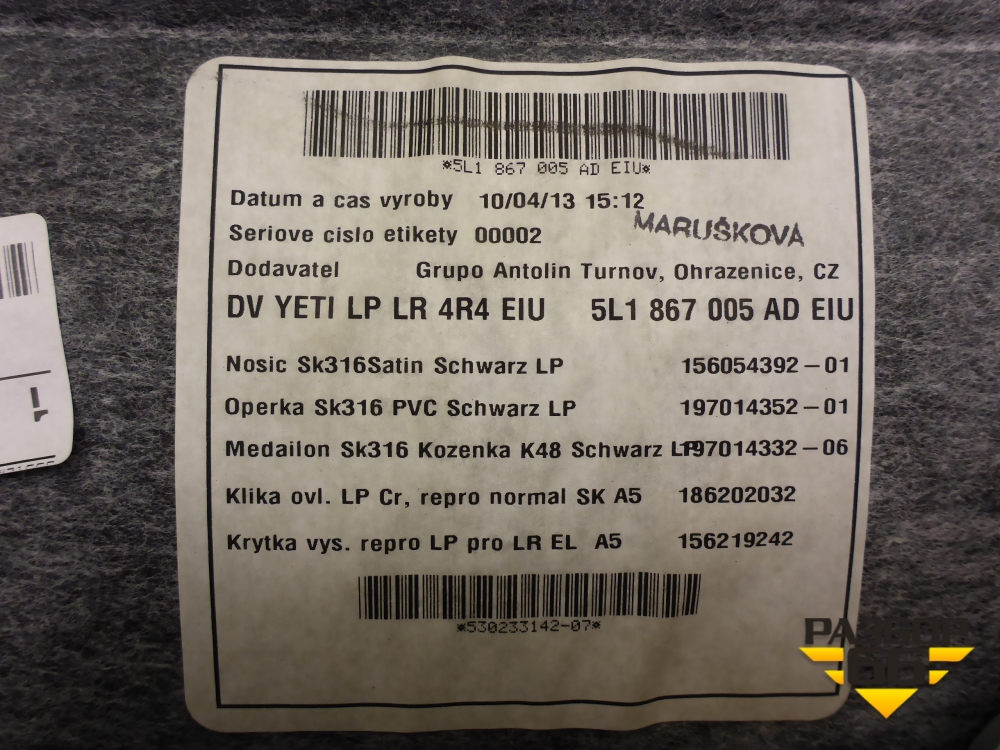 *5L1 867 005 AD EIU*
Datum a cas vyroby 10/04/13 15:12
MARUŠKOVÁ
Seriove cislo etikety 00002
Dodavatel Grupo Antolin Turnov, Ohrazenice, CZ
DV YETI LP LR 4R4 EIU 5L1 867 005 AD EIU
Nosic Sk316Satin Schwarz LP 156054392-01
Operka Sk316 PVC Schwarz LP 197014352-01
Medailon Sk316 Kozenka K48 Schwarz LP197014332-06
Klika ovl. LP Cr, repro normal SK A5 186202032
Krytka vys. repro LP pro LR EL A5 156219242
*530233142-07*